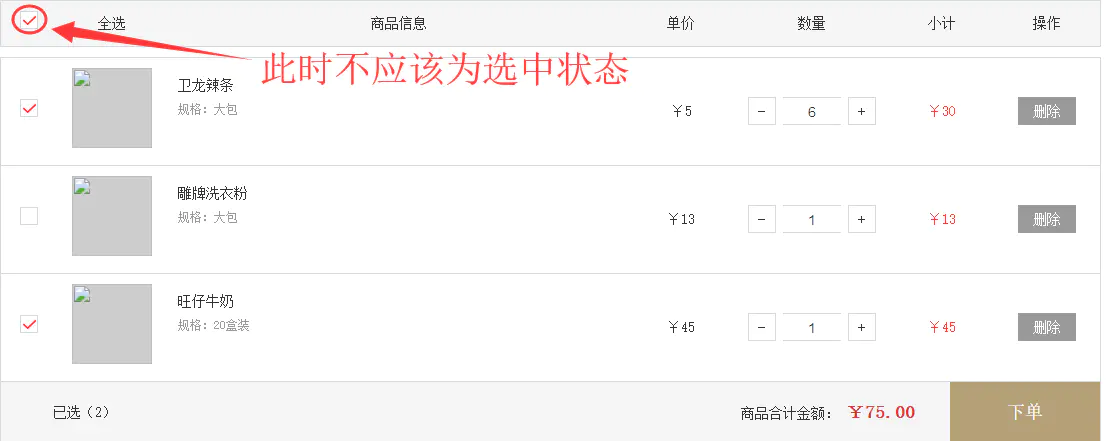 全选 商品信息 单价 数量 小计 操作
此时不应该为选中状态
卫龙辣条
规格：大包
￥5 － 6 + ￥30 删除
雕牌洗衣粉
规格：大包
￥13 － 1 + ￥13 删除
旺仔牛奶
规格：20盒装
￥45 － 1 + ￥45 删除
已选（2） 商品合计金额： ￥75.00 下单